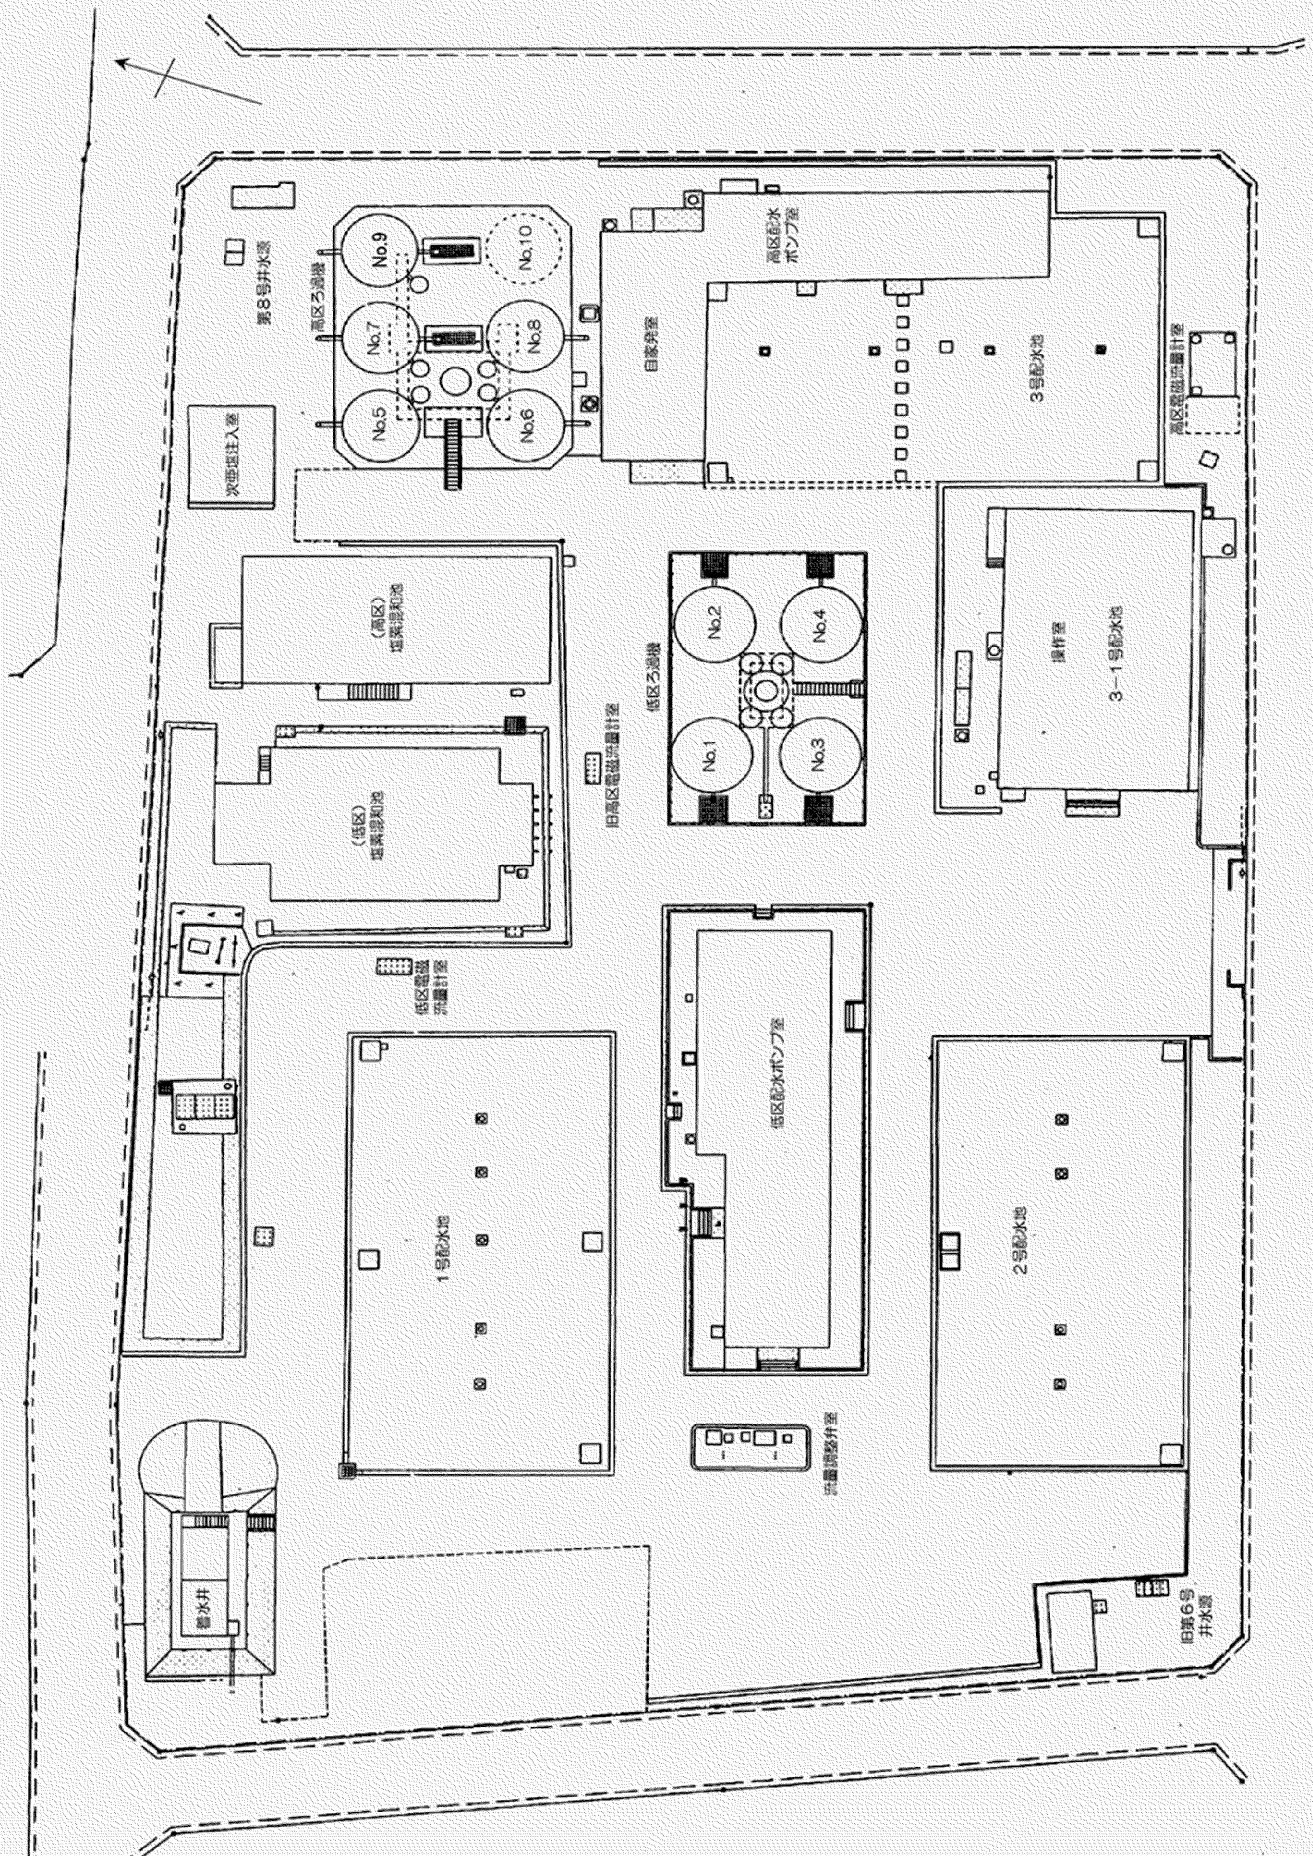 第8号井水源
高区ろ過機
No.9
No.10
No.7
No.8
No.5
No.6
次亜塩注入室
自家発室
高区配水
ポンプ室
3号配水池
高区電磁流量計室
(高区)
塩素混和池
(低区)
塩素混和池
旧高区電磁流量計室
低区ろ過機
No.2
No.4
No.1
No.3
操作室
3−1号配水池
低区電磁
流量計室
1号配水池
低区配水ポンプ室
2号配水池
流量調整弁室
着水井
旧第6号
井水源